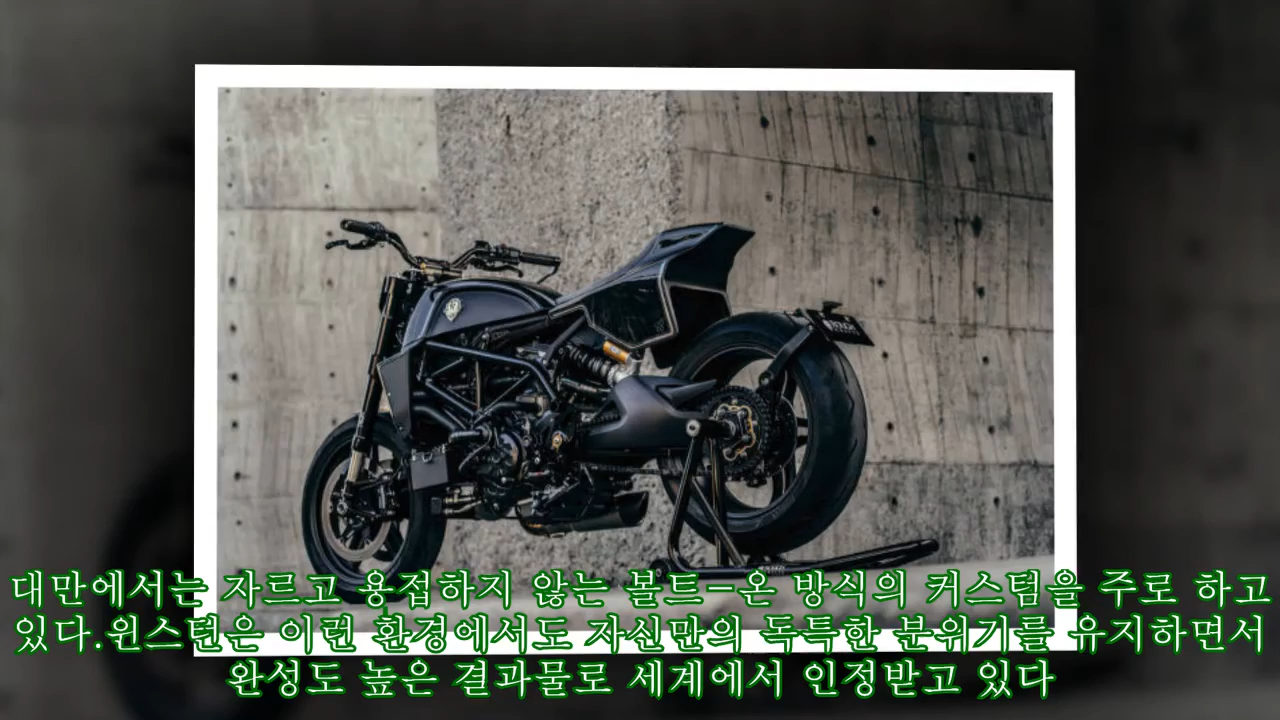 대만에서는 자르고 용접하지 않는 볼트-온 방식의 커스텀을 주로 하고
있다.윈스턴은 이런 환경에서도 자신만의 독특한 분위기를 유지하면서
완성도 높은 결과물로 세계에서 인정받고 있다